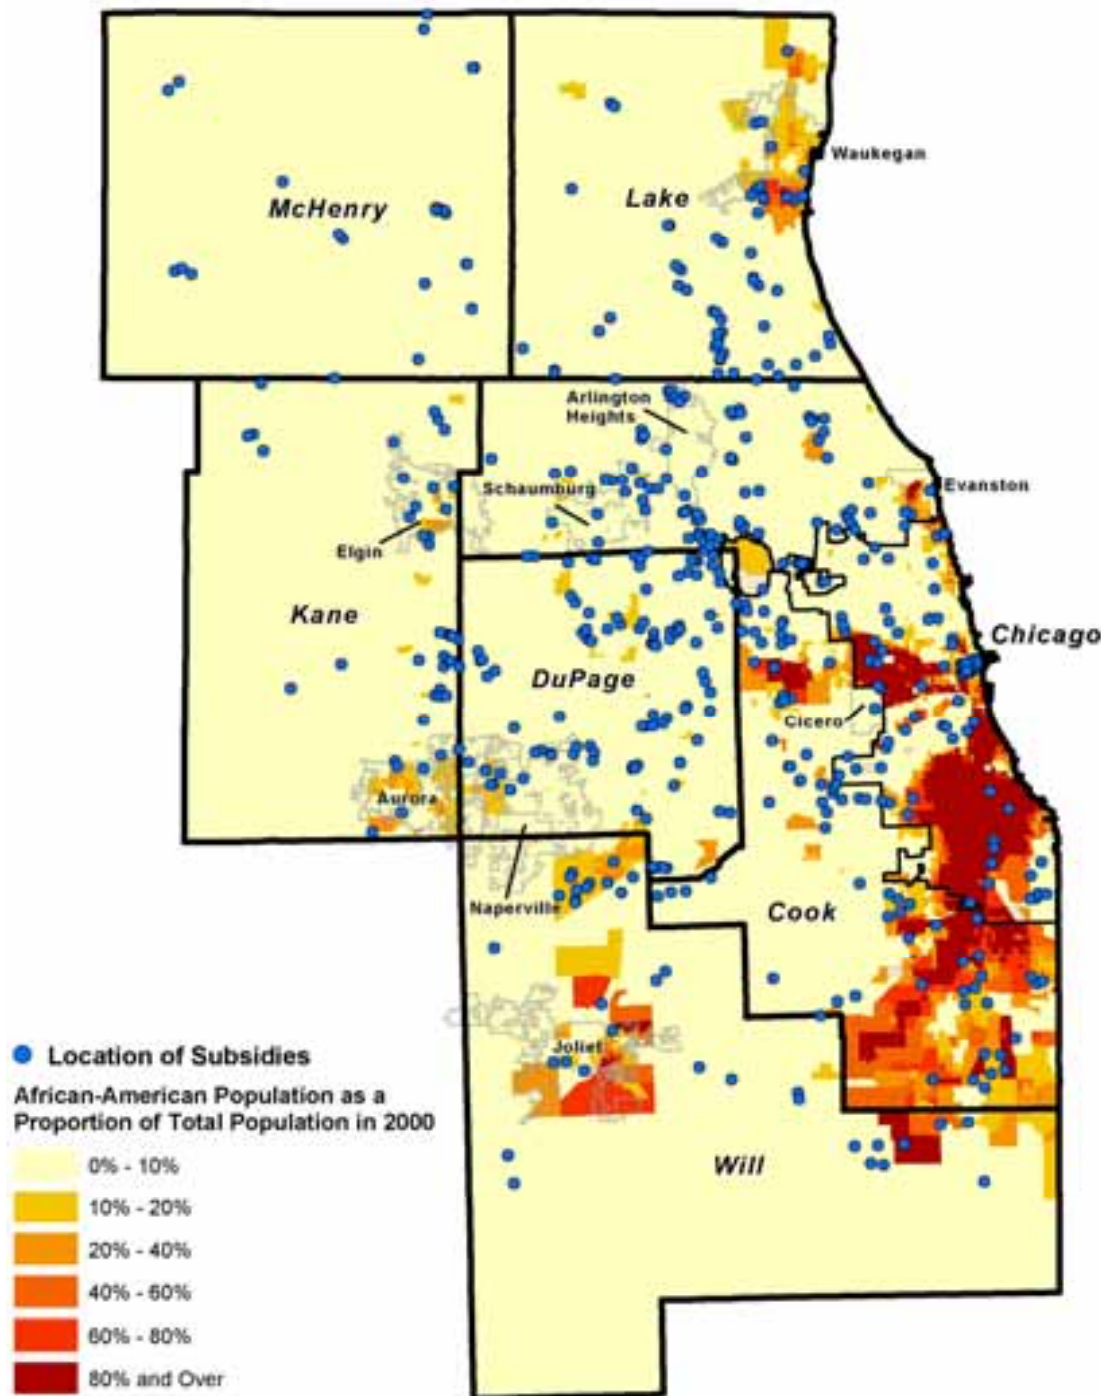 Waukegan
Lake
McHenry
Arlington
Heights
Schaumburg
Evanston
Elgin
Kane
Chicago
DuPage
Cicero
Aurora
Naperville
Cook
Joliet
Will
Location of Subsidies
African-American Population as a
Proportion of Total Population in 2000
0% - 10%
10% - 20%
20% - 40%
40% - 60%
60% - 80%
80% and Over